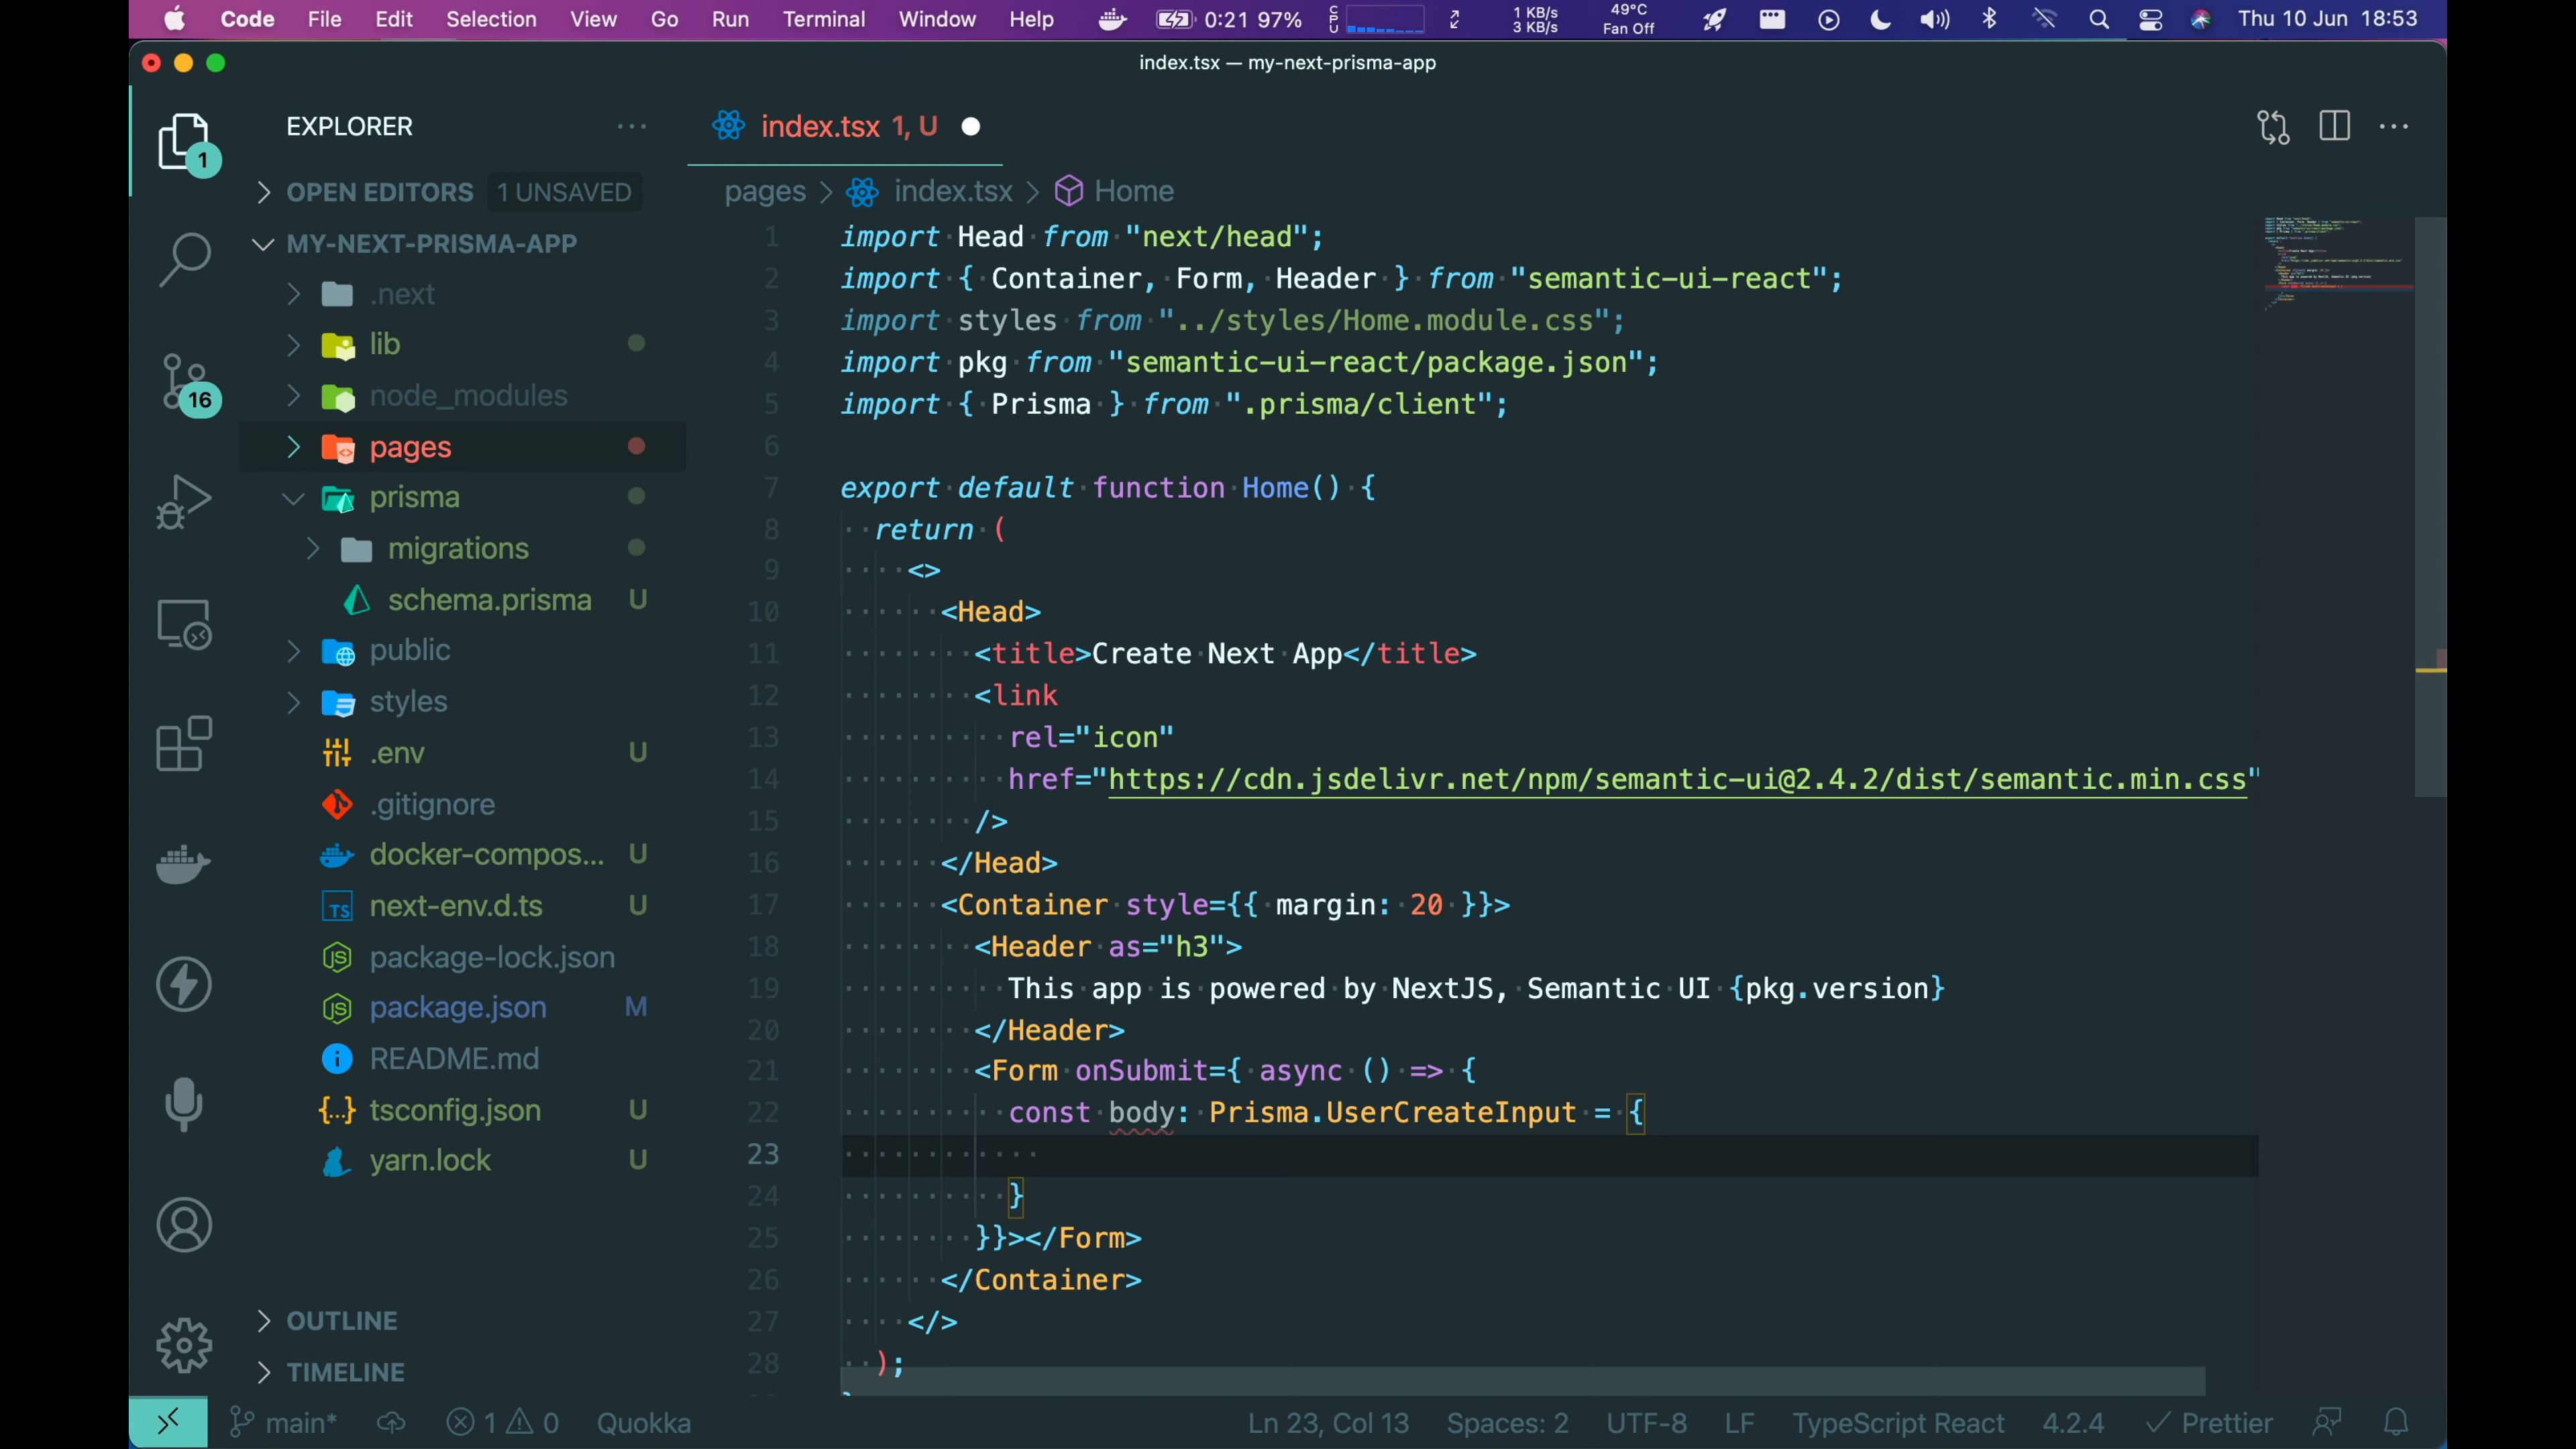 Code File Edit Selection View Go Run Terminal Window Help 0:21 97% CPU 1 KB/s 3 KB/s 49°C Fan Off Thu 10 Jun 18:53
index.tsx — my-next-prisma-app
EXPLORER ···
index.tsx 1, U
1
OPEN EDITORS 1 UNSAVED
pages > index.tsx > Home
MY-NEXT-PRISMA-APP
.next
lib
node_modules
16
pages
prisma
migrations
schema.prisma U
public
styles
.env U
.gitignore
docker-compos... U
TS next-env.d.ts U
JS package-lock.json
JS package.json M
README.md
{...} tsconfig.json U
yarn.lock U
OUTLINE
TIMELINE
1 import Head from "next/head";
2 import { Container, Form, Header } from "semantic-ui-react";
3 import styles from "../styles/Home.module.css";
4 import pkg from "semantic-ui-react/package.json";
5 import { Prisma } from ".prisma/client";
6
7 export default function Home() {
8 return (
9 <>
10 <Head>
11 <title>Create Next App</title>
12 <link
13 rel="icon"
14 href="https://cdn.jsdelivr.net/npm/semantic-ui@2.4.2/dist/semantic.min.css"
15 />
16 </Head>
17 <Container style={{ margin: 20 }}>
18 <Header as="h3">
19 This app is powered by NextJS, Semantic UI {pkg.version}
20 </Header>
21 <Form onSubmit={ async () => {
22 const body: Prisma.UserCreateInput = {
23
24 }
25 }}></Form>
26 </Container>
27 </>
28 );
main* 1 0 Quokka Ln 23, Col 13 Spaces: 2 UTF-8 LF TypeScript React 4.2.4 Prettier